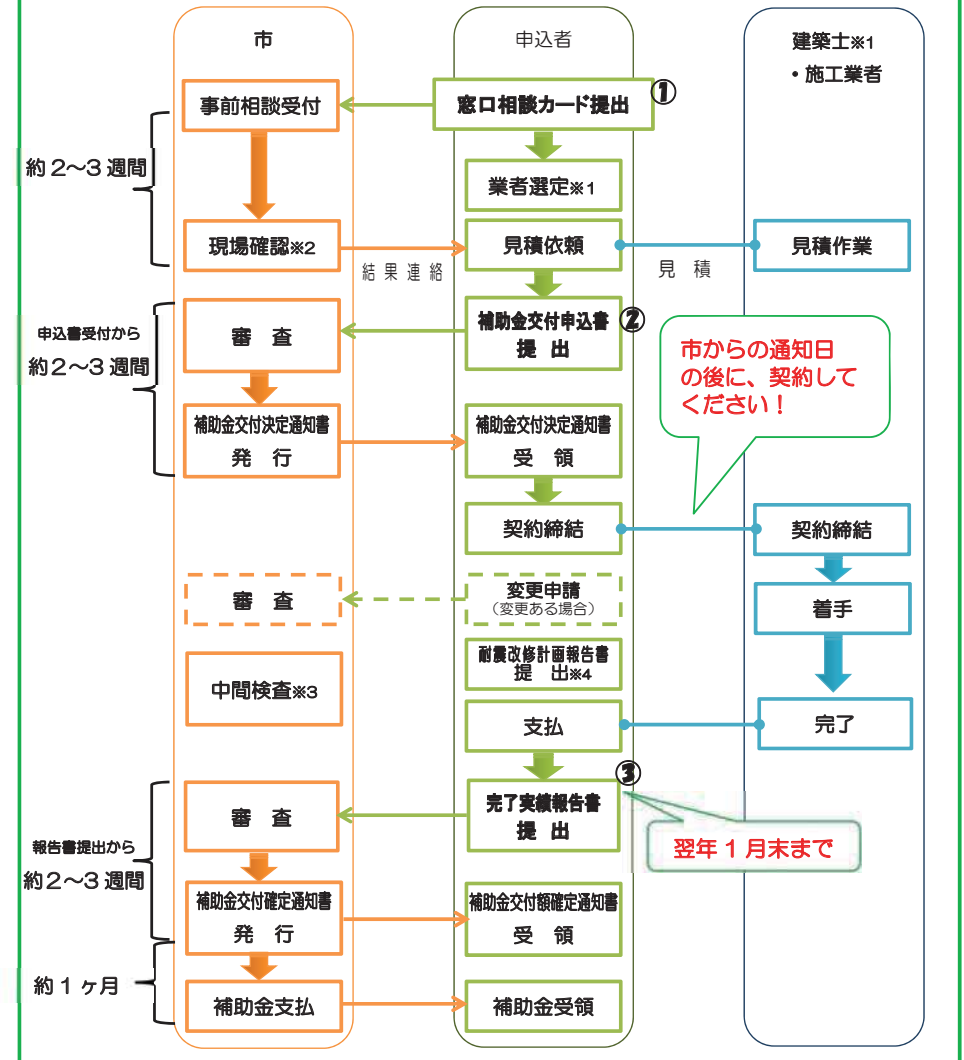 市
申込者
建築士※1
・施工業者
事前相談受付
窓口相談カード提出
①
約2～3週間
業者選定※1
現場確認※2
結果連絡
見積依頼
見積
見積作業
申込書受付から
約2～3週間
審査
補助金交付申込書
提出
②
市からの通知日
の後に、契約して
ください！
補助金交付決定通知書
発行
補助金交付決定通知書
受領
契約締結
契約締結
審査
変更申請
（変更ある場合）
着手
中間検査※3
耐震改修計画報告書
提出※4
支払
完了
③
報告書提出から
約2～3週間
審査
完了実績報告書
提出
翌年1月末まで
補助金交付確定通知書
発行
補助金交付額確定通知書
受領
約1ヶ月
補助金支払
補助金受領